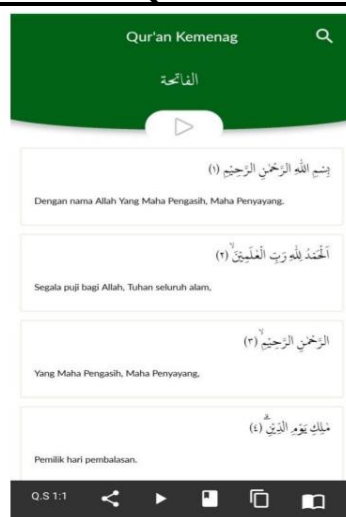 Qur'an Kemenag
الفاتحة
بِسْمِ اللّٰهِ الرَّحْمٰنِ الرَّحِيْمِ (١)
Dengan nama Allah Yang Maha Pengasih, Maha Penyayang.
اَلْحَمْدُ لِلّٰهِ رَبِّ الْعٰلَمِيْنَۙ (٢)
Segala puji bagi Allah, Tuhan seluruh alam,
الرَّحْمٰنِ الرَّحِيْمِۙ (٣)
Yang Maha Pengasih, Maha Penyayang,
مٰلِكِ يَوْمِ الدِّيْنِۗ (٤)
Pemilik hari pembalasan.
Q.S 1:1